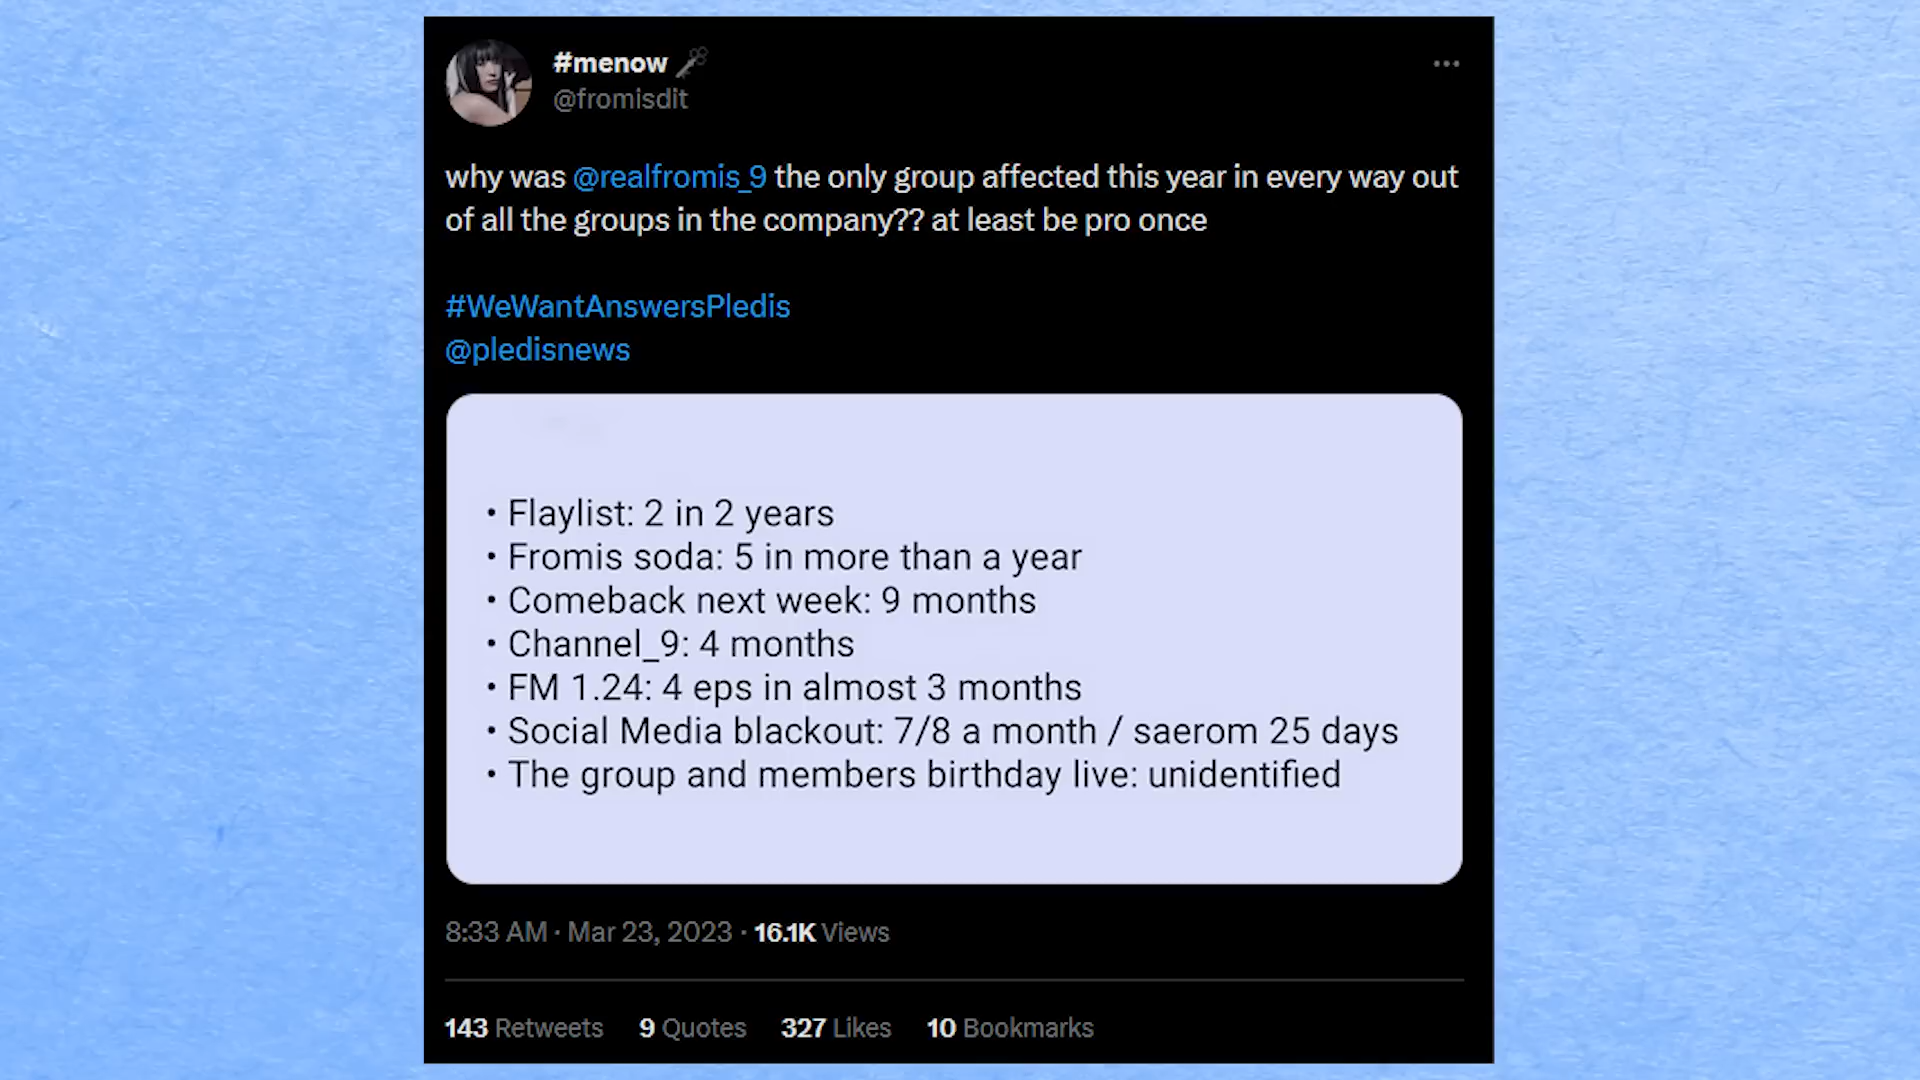 #menow
@fromisdit
why was @realfromis_9 the only group affected this year in every way out
of all the groups in the company?? at least be pro once
#WeWantAnswersPledis
@pledisnews
• Flaylist: 2 in 2 years
• Fromis soda: 5 in more than a year
• Comeback next week: 9 months
• Channel_9: 4 months
• FM 1.24: 4 eps in almost 3 months
• Social Media blackout: 7/8 a month / saerom 25 days
• The group and members birthday live: unidentified
8:33 AM · Mar 23, 2023 · 16.1K Views
143 Retweets 9 Quotes 327 Likes 10 Bookmarks